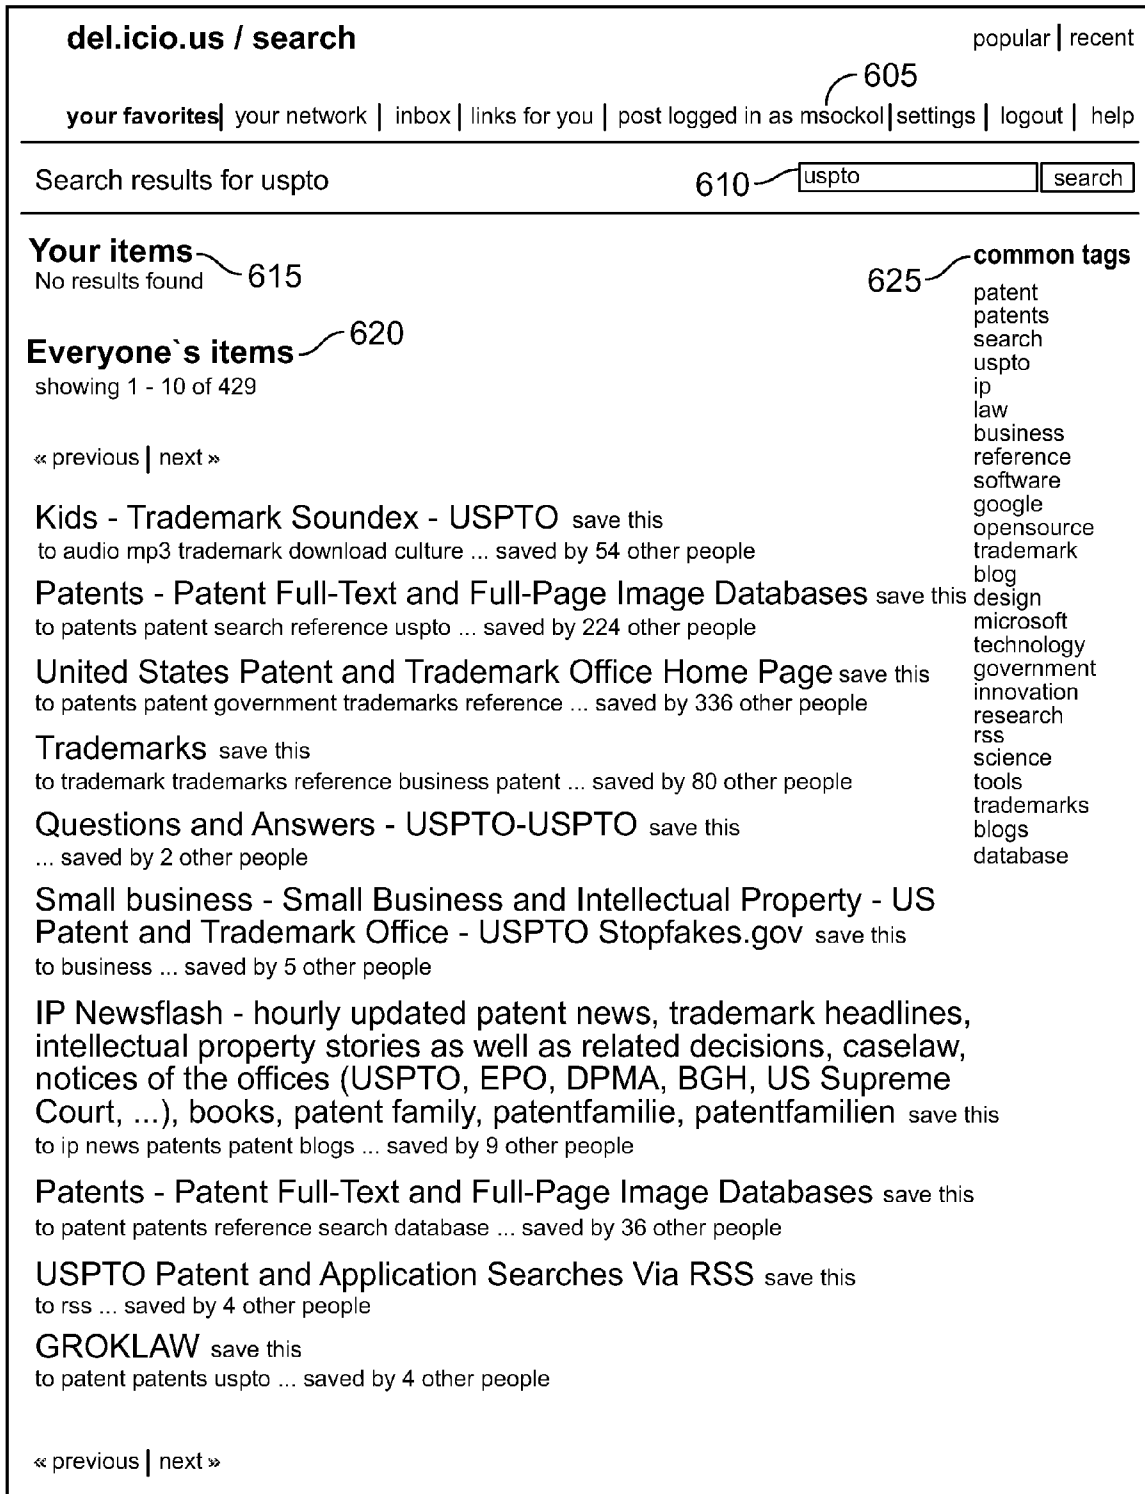 del.icio.us / search
popular | recent
605
your favorites| your network | inbox | links for you | post logged in as msockol | settings | logout | help
Search results for uspto
610
uspto
search
Your items
615
No results found
Everyone`s items
620
showing 1 - 10 of 429
« previous | next »
Kids - Trademark Soundex - USPTO save this
to audio mp3 trademark download culture ... saved by 54 other people
Patents - Patent Full-Text and Full-Page Image Databases save this
to patents patent search reference uspto ... saved by 224 other people
United States Patent and Trademark Office Home Page save this
to patents patent government trademarks reference ... saved by 336 other people
Trademarks save this
to trademark trademarks reference business patent ... saved by 80 other people
Questions and Answers - USPTO-USPTO save this
... saved by 2 other people
Small business - Small Business and Intellectual Property - US
Patent and Trademark Office - USPTO Stopfakes.gov save this
to business ... saved by 5 other people
IP Newsflash - hourly updated patent news, trademark headlines,
intellectual property stories as well as related decisions, caselaw,
notices of the offices (USPTO, EPO, DPMA, BGH, US Supreme
Court, ...), books, patent family, patentfamilie, patentfamilien save this
to ip news patents patent blogs ... saved by 9 other people
Patents - Patent Full-Text and Full-Page Image Databases save this
to patent patents reference search database ... saved by 36 other people
USPTO Patent and Application Searches Via RSS save this
to rss ... saved by 4 other people
GROKLAW save this
to patent patents uspto ... saved by 4 other people
« previous | next »
625
common tags
patent
patents
search
uspto
ip
law
business
reference
software
google
opensource
trademark
blog
design
microsoft
technology
government
innovation
research
rss
science
tools
trademarks
blogs
database